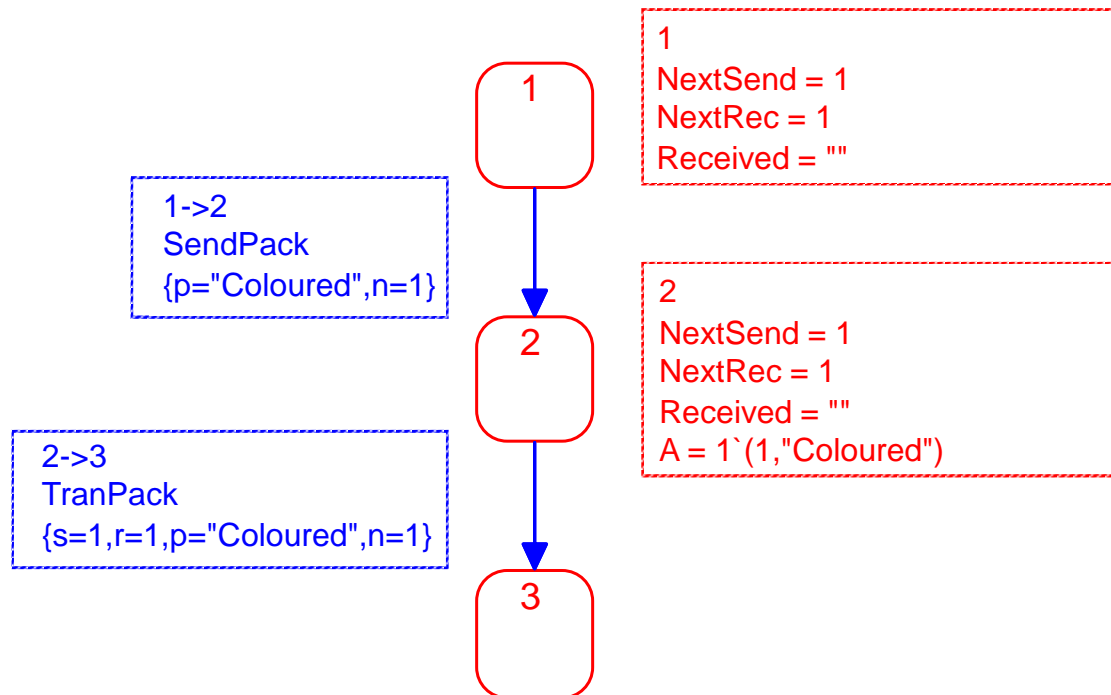 1
1
NextSend = 1
NextRec = 1
Received = ""
1->2
SendPack
{p="Coloured",n=1}
2
2
NextSend = 1
NextRec = 1
Received = ""
A = 1`(1,"Coloured")
2->3
TranPack
{s=1,r=1,p="Coloured",n=1}
3